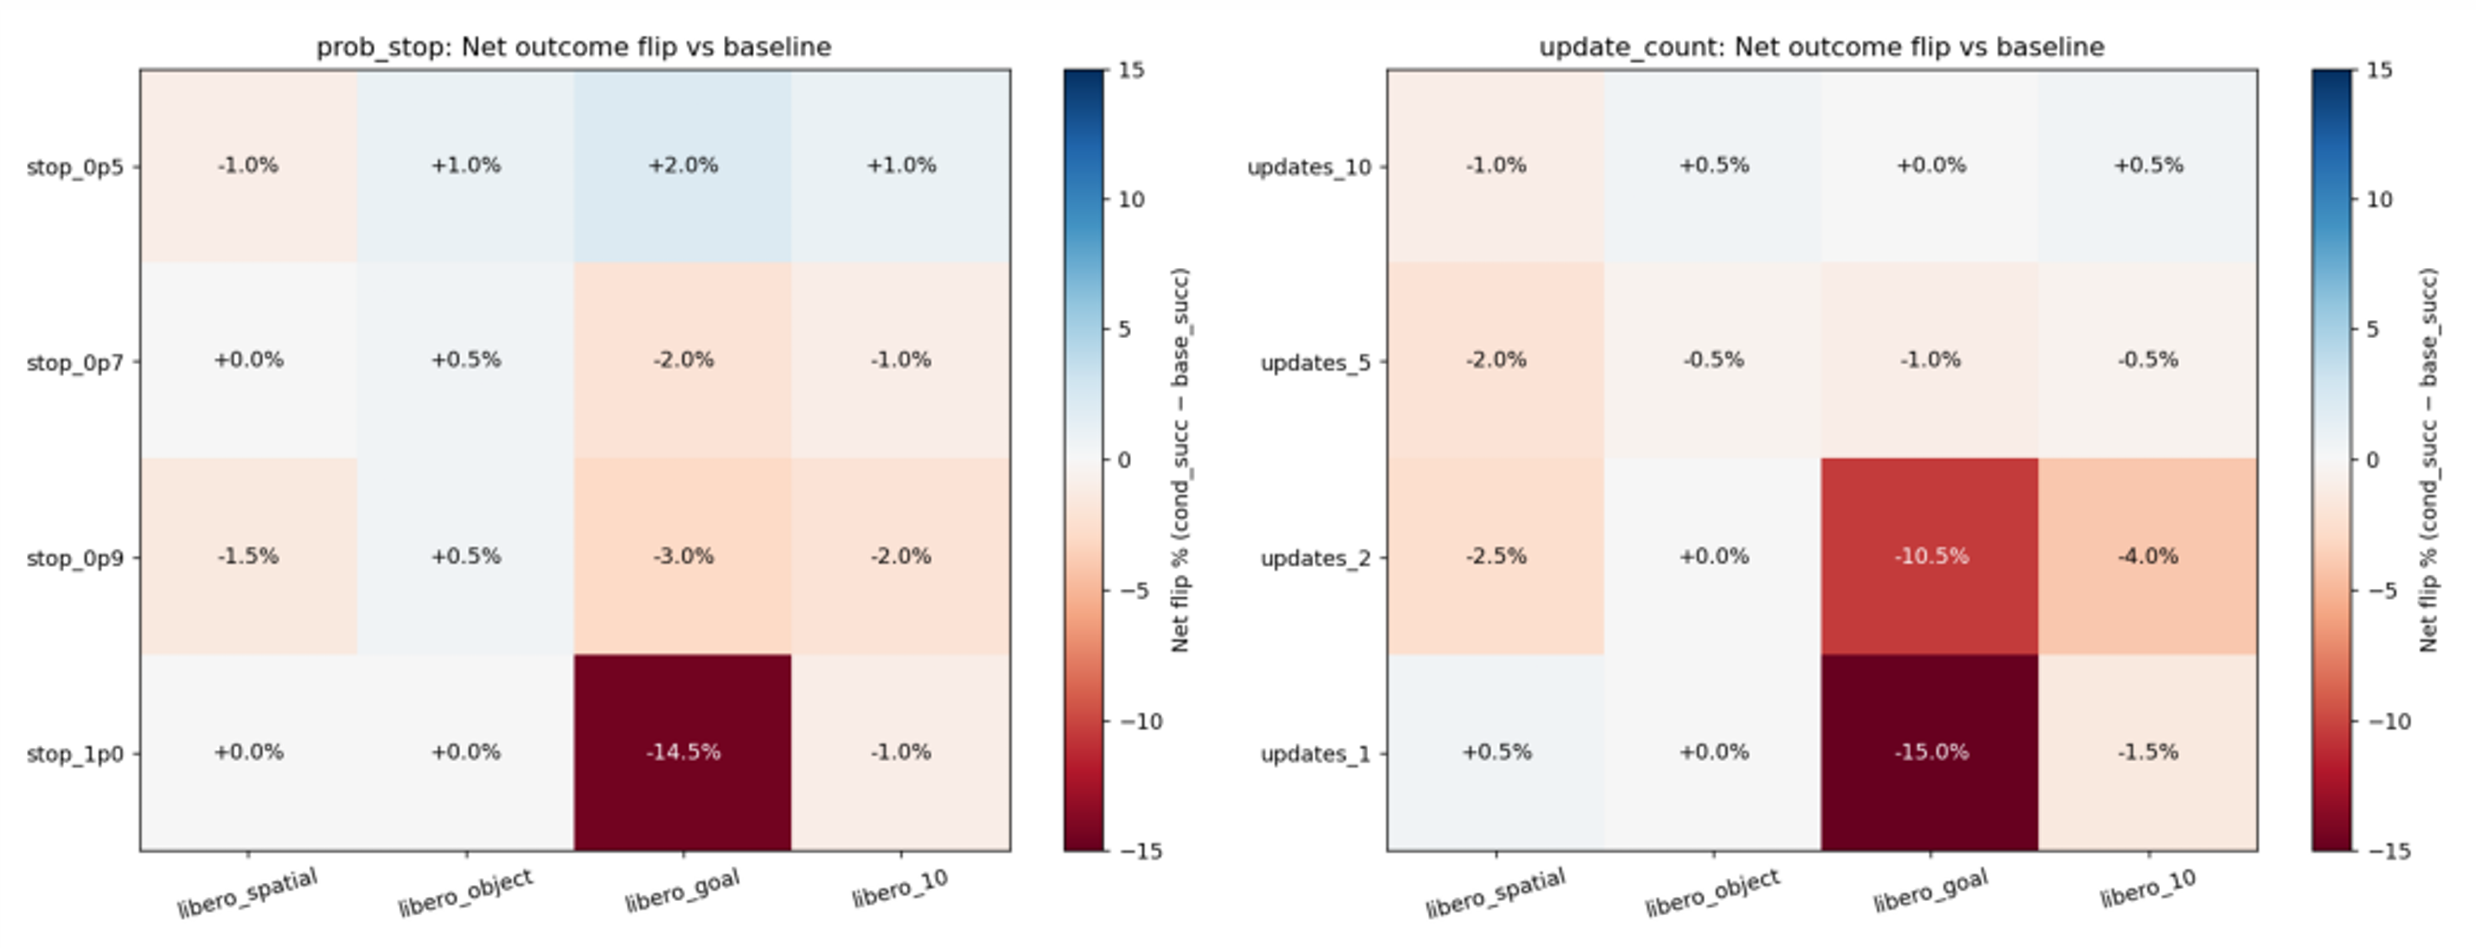 prob_stop: Net outcome flip vs baseline
stop_0p5 -1.0% +1.0% +2.0% +1.0%
stop_0p7 +0.0% +0.5% -2.0% -1.0%
stop_0p9 -1.5% +0.5% -3.0% -2.0%
stop_1p0 +0.0% +0.0% -14.5% -1.0%
libero_spatial libero_object libero_goal libero_10
15
10
5
0
−5
−10
−15
Net flip % (cond_succ − base_succ)
update_count: Net outcome flip vs baseline
updates_10 -1.0% +0.5% +0.0% +0.5%
updates_5 -2.0% -0.5% -1.0% -0.5%
updates_2 -2.5% +0.0% -10.5% -4.0%
updates_1 +0.5% +0.0% -15.0% -1.5%
libero_spatial libero_object libero_goal libero_10
15
10
5
0
−5
−10
−15
Net flip % (cond_succ − base_succ)